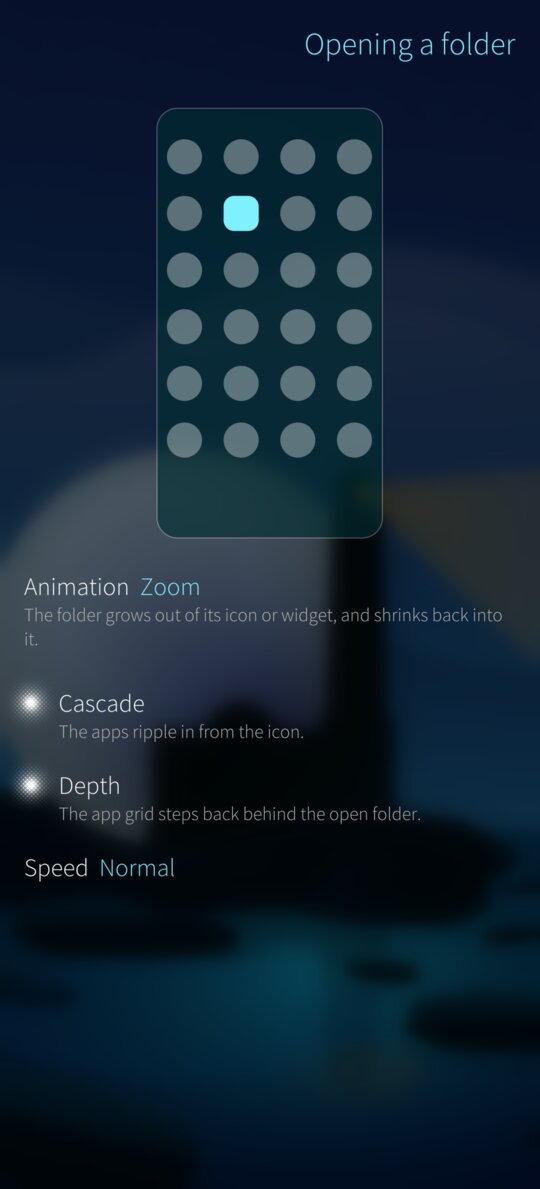 Opening a folder
Animation Zoom
The folder grows out of its icon or widget, and shrinks back into
it.
Cascade
The apps ripple in from the icon.
Depth
The app grid steps back behind the open folder.
Speed Normal